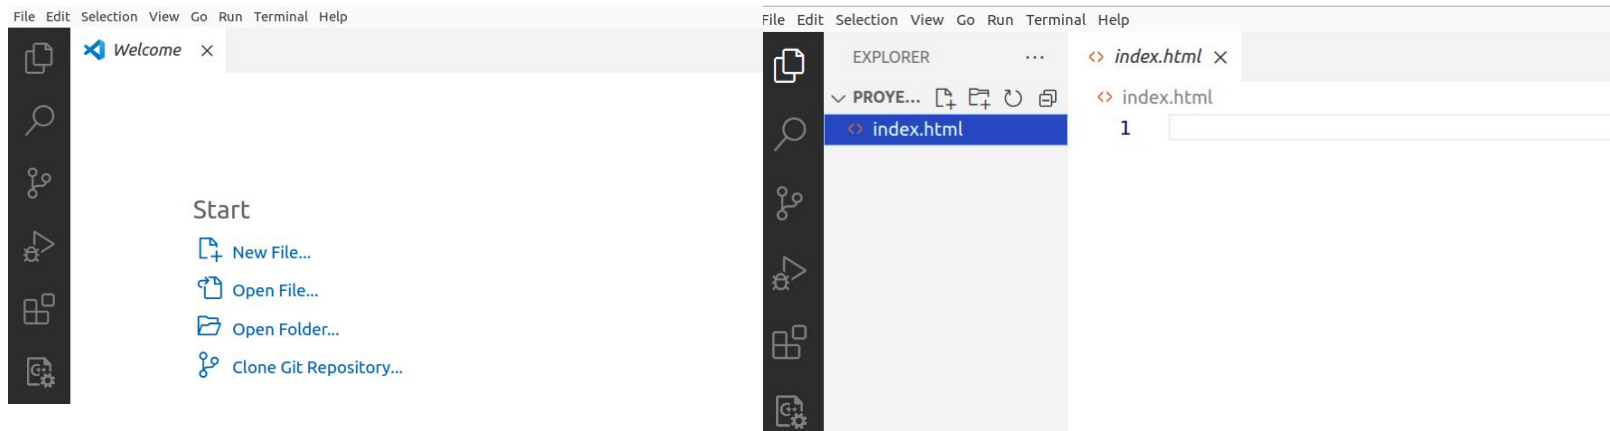 File Edit Selection View Go Run Terminal Help
Welcome
Start
New File...
Open File...
Open Folder...
Clone Git Repository...
File Edit Selection View Go Run Terminal Help
EXPLORER ...
PROYE...
index.html
index.html
index.html
1